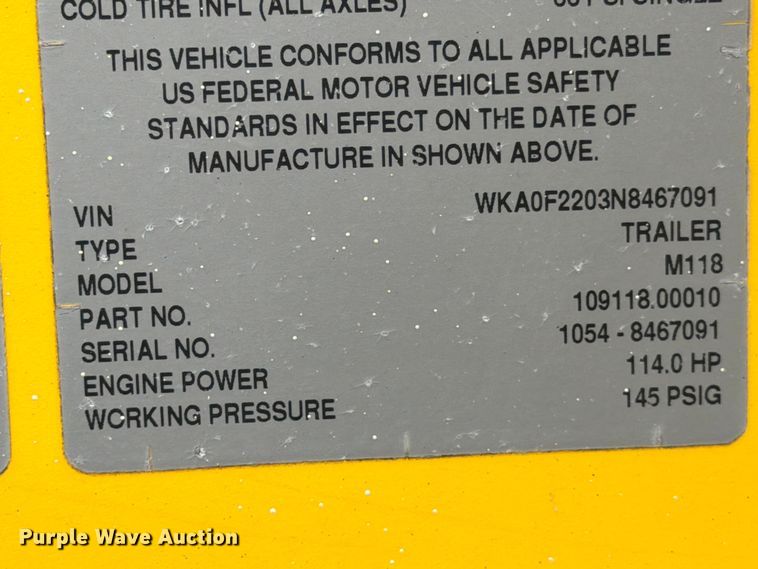 COLD TIRE INFL (ALL AXLES) PSI SINGLE
THIS VEHICLE CONFORMS TO ALL APPLICABLE
US FEDERAL MOTOR VEHICLE SAFETY
STANDARDS IN EFFECT ON THE DATE OF
MANUFACTURE IN SHOWN ABOVE.
VIN WKA0F2203N8467091
TYPE TRAILER
MODEL M118
PART NO. 109118.00010
SERIAL NO. 1054 - 8467091
ENGINE POWER 114.0 HP
WORKING PRESSURE 145 PSIG
Purple Wave Auction